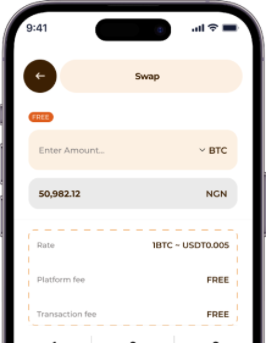 9:41
Swap
FREE
Enter Amount... BTC
50,982.12 NGN
Rate 1BTC ~ USDT0.005
Platform fee FREE
Transaction fee FREE